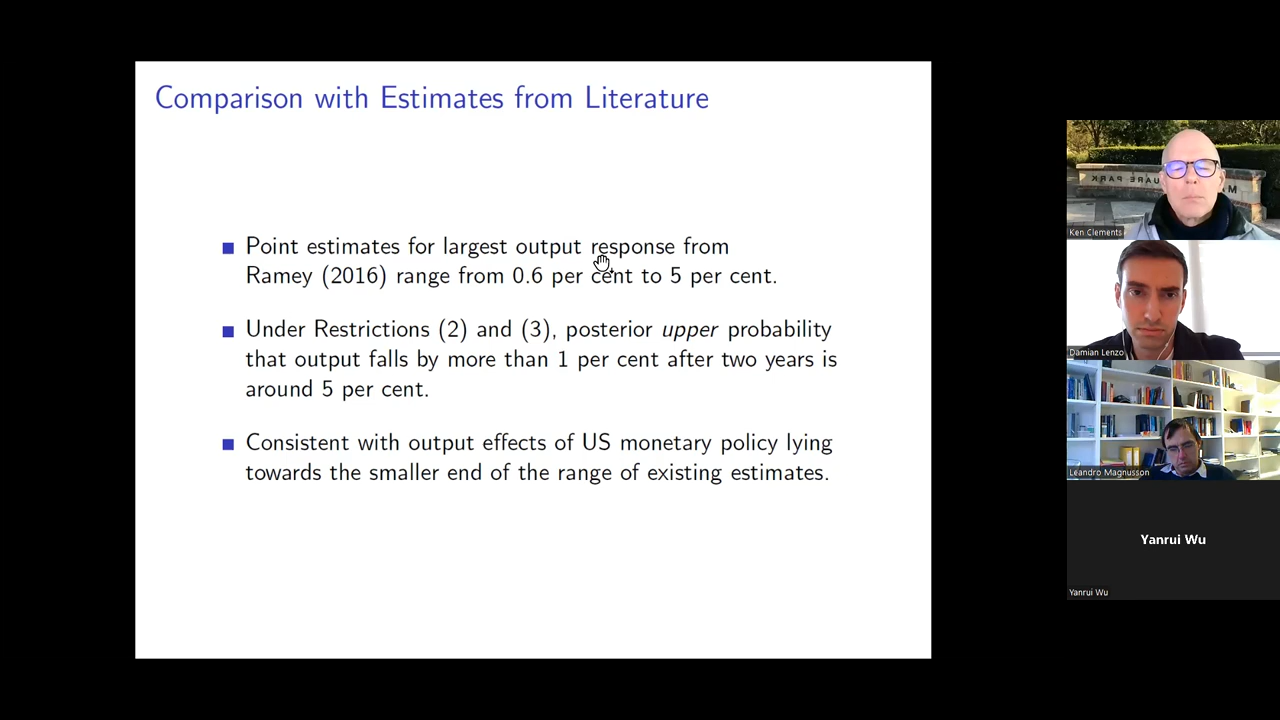 Comparison with Estimates from Literature
Point estimates for largest output response from
Ramey (2016) range from 0.6 per cent to 5 per cent.
Under Restrictions (2) and (3), posterior upper probability
that output falls by more than 1 per cent after two years is
around 5 per cent.
Consistent with output effects of US monetary policy lying
towards the smaller end of the range of existing estimates.
Ken Clements
Damian Lenzo
Leandro Magnusson
Yanrui Wu
Yanrui Wu